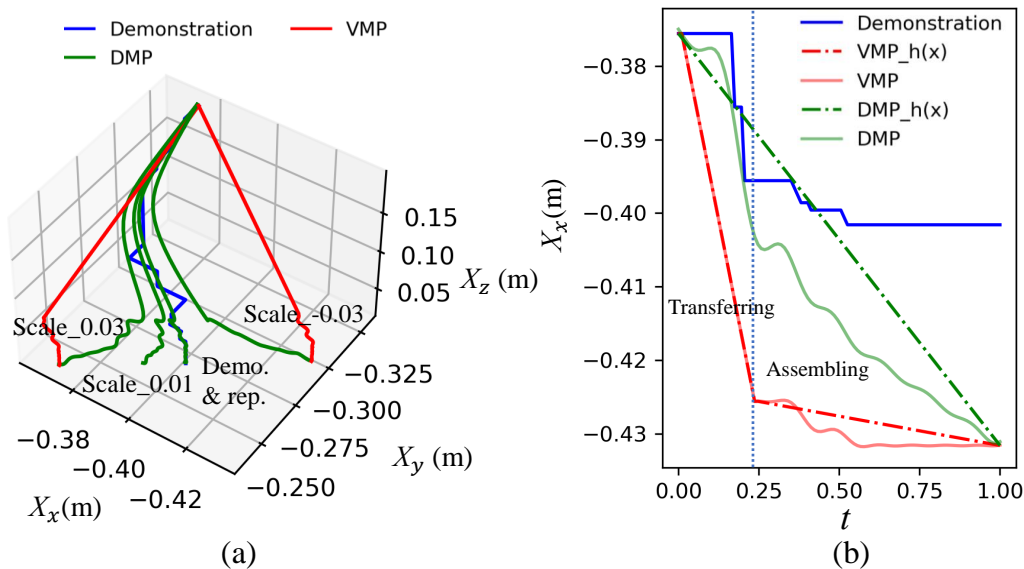 Demonstration
VMP
DMP
0.15
0.10
0.05
X_z (m)
Scale_0.03
Scale_-0.03
Scale_0.01
Demo.
& rep.
−0.325
−0.300
−0.275
−0.250
X_y (m)
−0.38
−0.40
−0.42
X_x(m)
(a)
Demonstration
VMP_h(x)
VMP
DMP_h(x)
DMP
−0.38
−0.39
−0.40
−0.41
−0.42
−0.43
X_x(m)
Transferring
Assembling
0.00
0.25
0.50
0.75
1.00
t
(b)